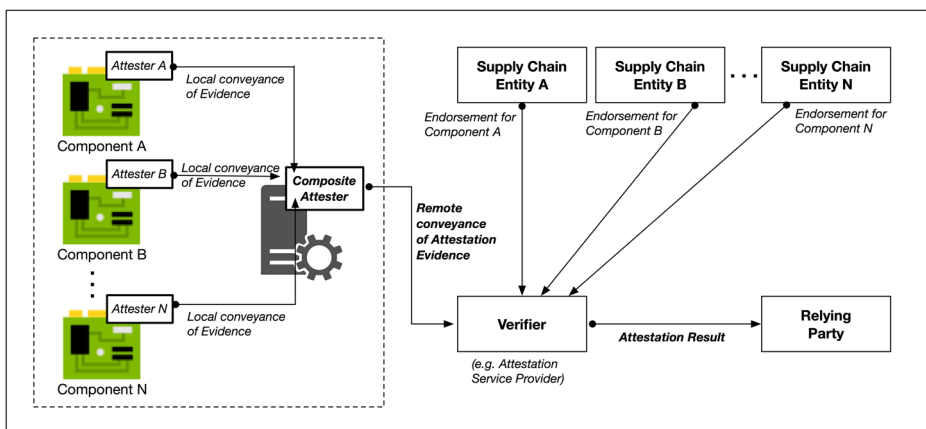 Attester A
Local conveyance
of Evidence
Component A
Attester B
Local conveyance
of Evidence
Component B
Attester N
Local conveyance
of Evidence
Component N
Composite
Attester
Remote
conveyance
of Attestation
Evidence
Supply Chain
Entity A
Supply Chain
Entity B
Supply Chain
Entity N
Endorsement for
Component A
Endorsement for
Component B
Endorsement for
Component N
Verifier
(e.g. Attestation
Service Provider)
Attestation Result
Relying
Party